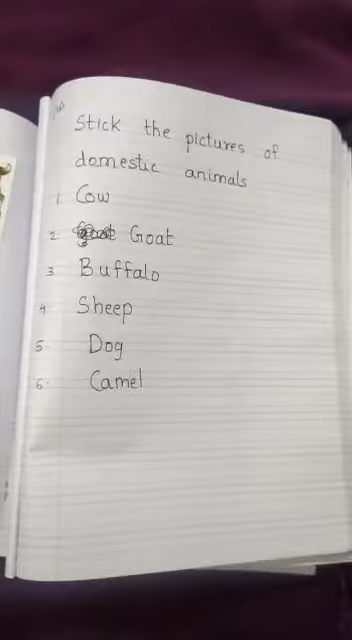 Stick the pictures of
domestic animals
1 Cow
2. Goat
3 Buffalo
4 Sheep
5. Dog
6. Camel